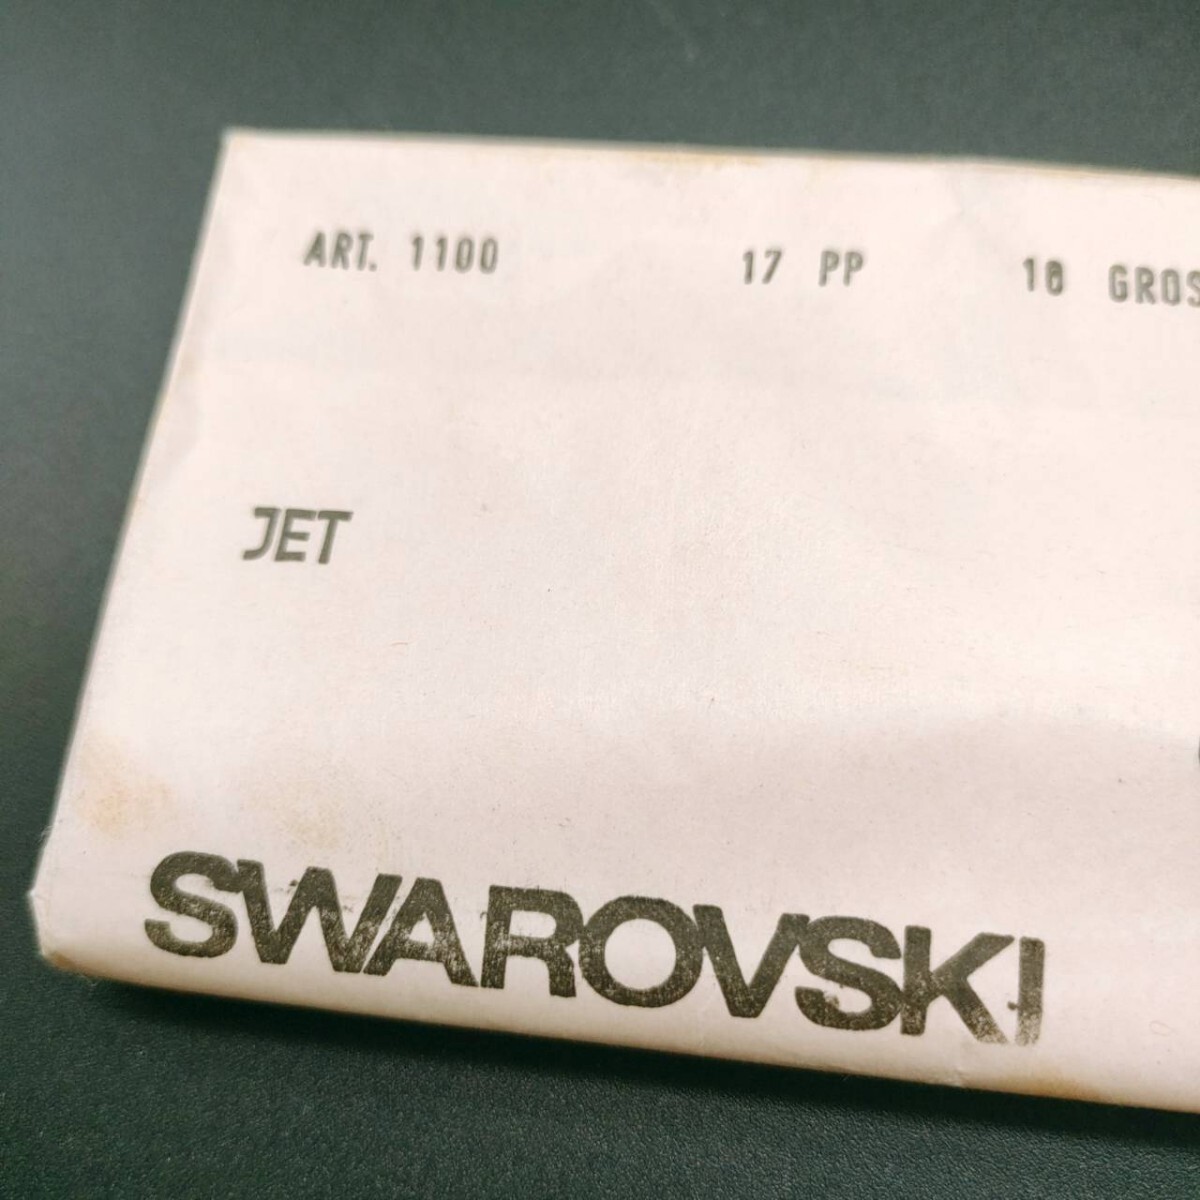 ART. 1100 17 PP 10 GROS
JET
SWAROVSKI